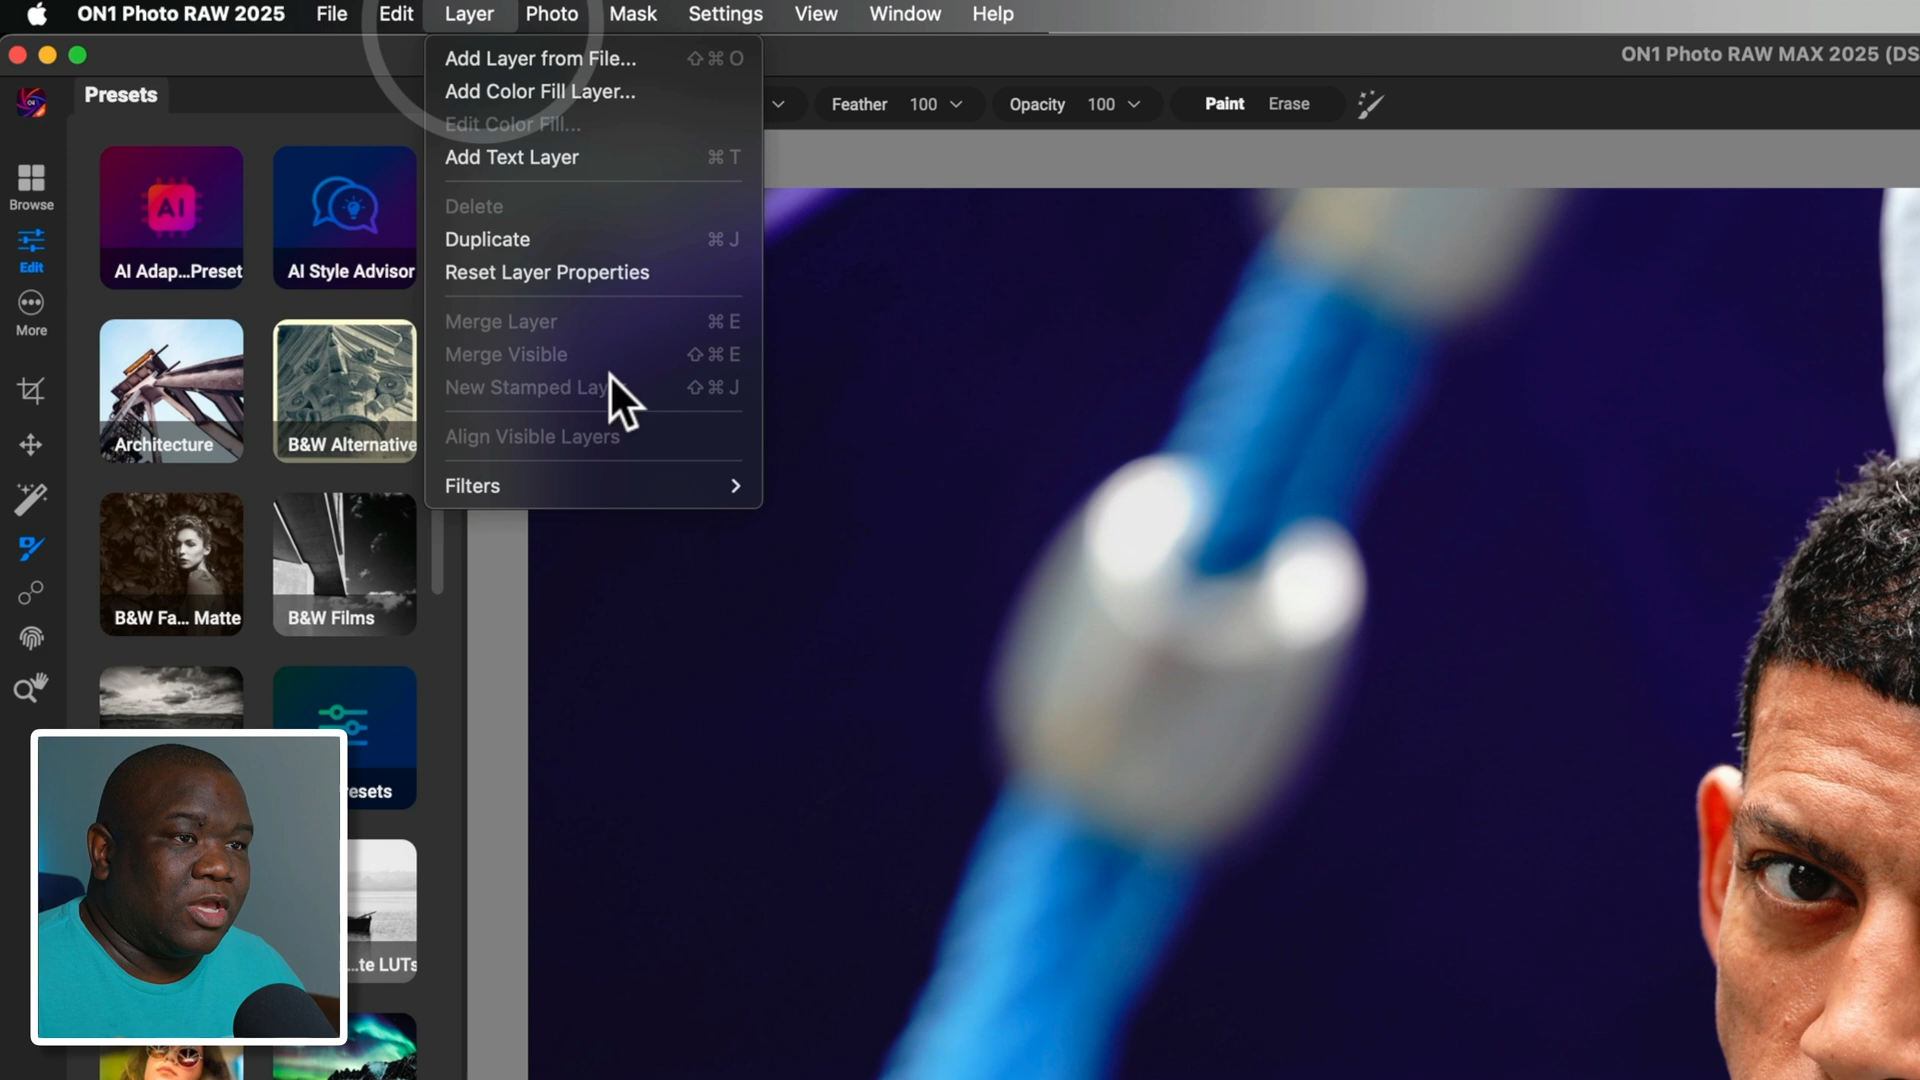 ON1 Photo RAW 2025 File Edit Layer Photo Mask Settings View Window Help
ON1 Photo RAW MAX 2025 (DS
Presets
Feather 100 Opacity 100 Paint Erase
Browse
Edit
More
AI
AI Adap...Preset
AI Style Advisor
Architecture
B&W Alternative
B&W Fa... Matte
B&W Films
esets
...te LUTs
Add Layer from File... ⇧ ⌘ O
Add Color Fill Layer...
Edit Color Fill...
Add Text Layer ⌘ T
Delete
Duplicate ⌘ J
Reset Layer Properties
Merge Layer ⌘ E
Merge Visible ⇧ ⌘ E
New Stamped Lay ⇧ ⌘ J
Align Visible Layers
Filters